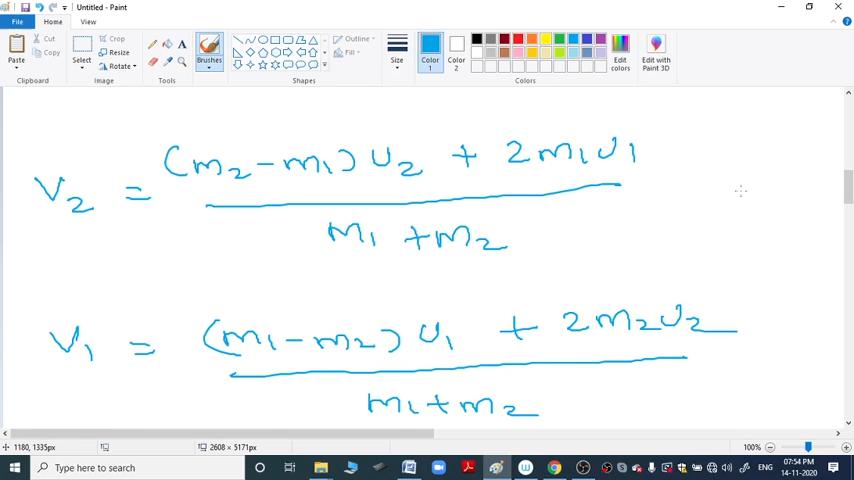 Untitled - Paint
File Home View
Paste
Cut
Copy
Clipboard
Select
Crop
Resize
Rotate
Image
Tools
Brushes
Shapes
Outline
Fill
Size
Color 1
Color 2
Colors
Edit colors
Edit with Paint 3D
V2 = (m2 - m1) U2 + 2m1U1
m1 + m2
V1 = (m1 - m2) U1 + 2m2U2
m1 + m2
1180, 1335px
2608 × 5171px
100%
Type here to search
ENG
07:54 PM
14-11-2020